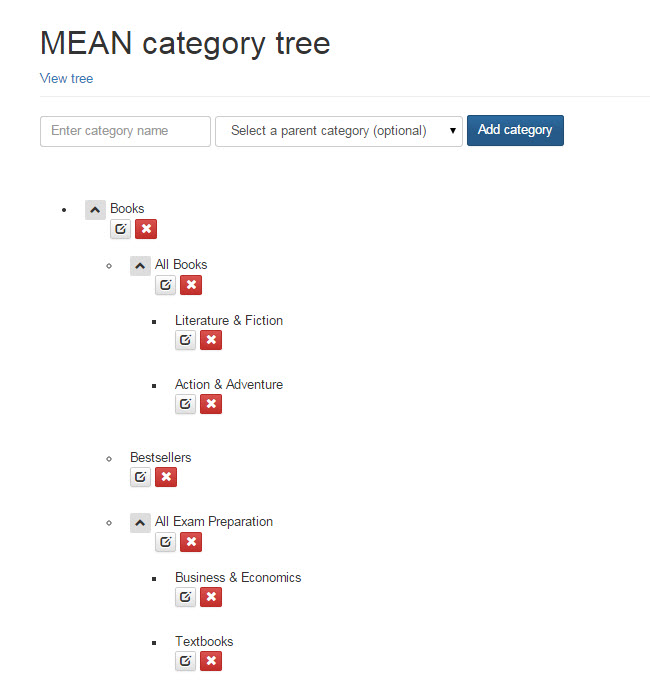 MEAN category tree
View tree
Enter category name Select a parent category (optional) Add category
Books
All Books
Literature & Fiction
Action & Adventure
Bestsellers
All Exam Preparation
Business & Economics
Textbooks